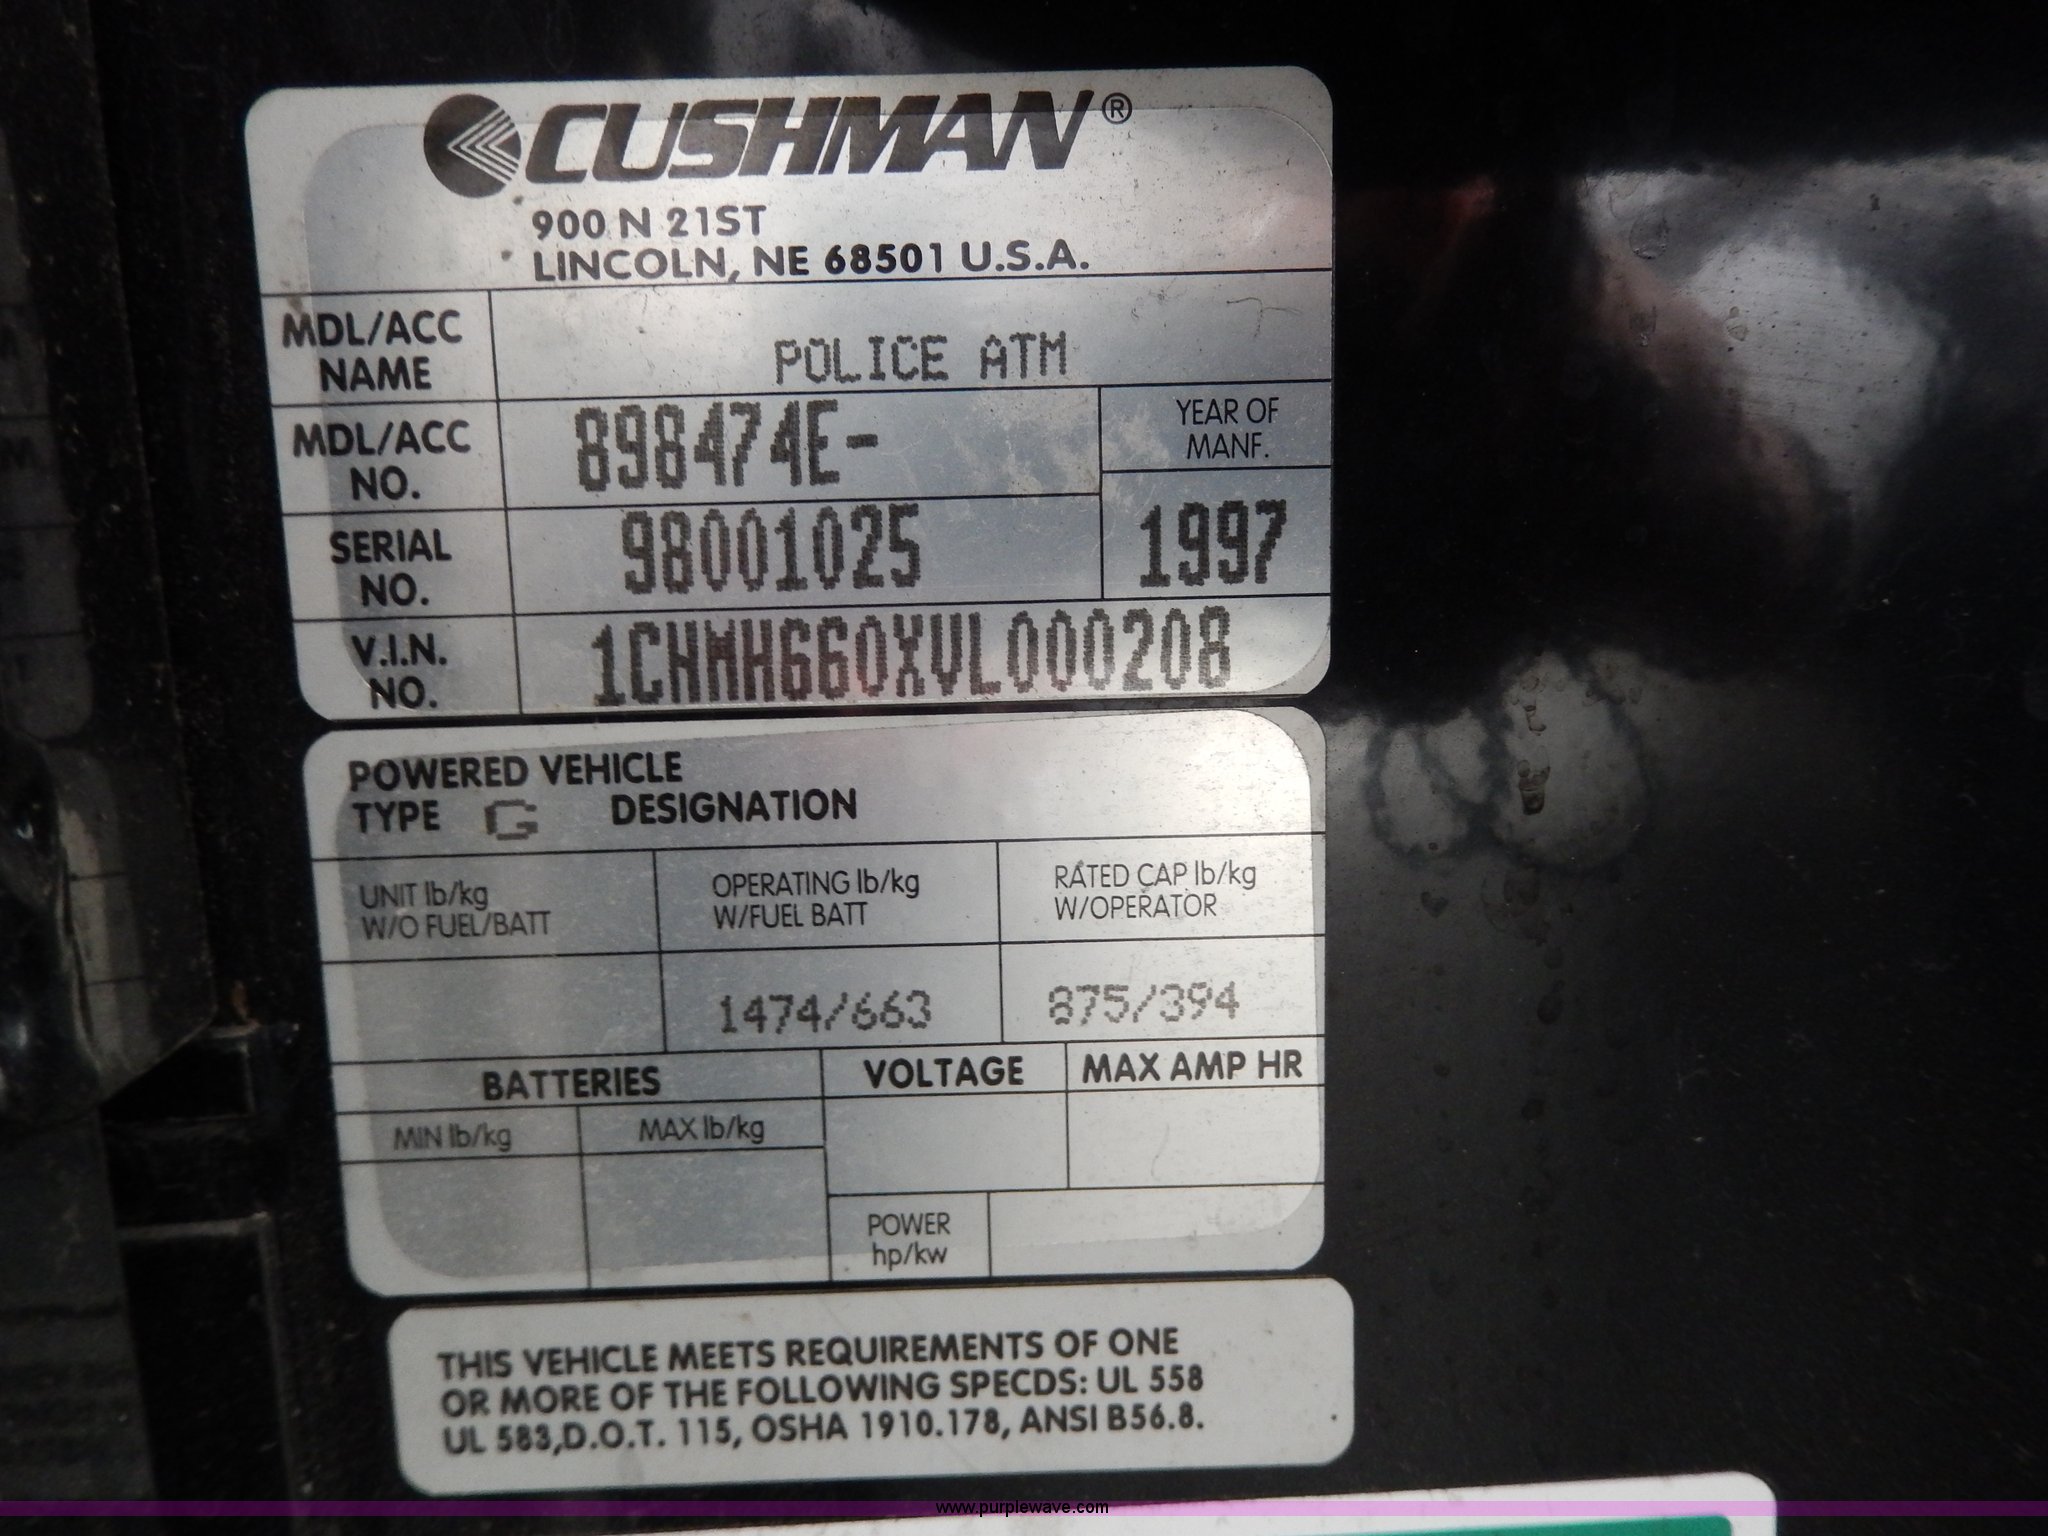 CUSHMAN®
900 N 21ST
LINCOLN, NE 68501 U.S.A.
MDL/ACC
NAME
POLICE ATM
MDL/ACC
NO.
898474E-
YEAR OF
MANF.
SERIAL
NO.
98001025
1997
V.I.N.
NO.
1CHMH660XVL000208
POWERED VEHICLE
TYPE G DESIGNATION
UNIT lb/kg
W/O FUEL/BATT
OPERATING lb/kg
W/FUEL BATT
RATED CAP lb/kg
W/OPERATOR
1474/663
875/394
BATTERIES
VOLTAGE
MAX AMP HR
MIN lb/kg
MAX lb/kg
POWER
hp/kw
THIS VEHICLE MEETS REQUIREMENTS OF ONE
OR MORE OF THE FOLLOWING SPECDS: UL 558
UL 583,D.O.T. 115, OSHA 1910.178, ANSI B56.8.
www.purplewave.com